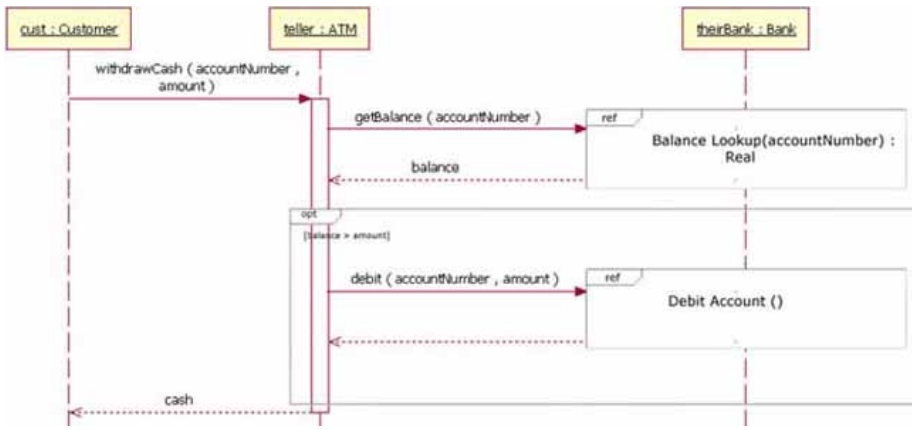 cust : Customer
teller : ATM
theirBank : Bank
withdrawCash ( accountNumber ,
amount )
getBalance ( accountNumber )
ref
Balance Lookup(accountNumber) :
Real
balance
opt
[balance > amount]
debit ( accountNumber , amount )
ref
Debit Account ()
cash